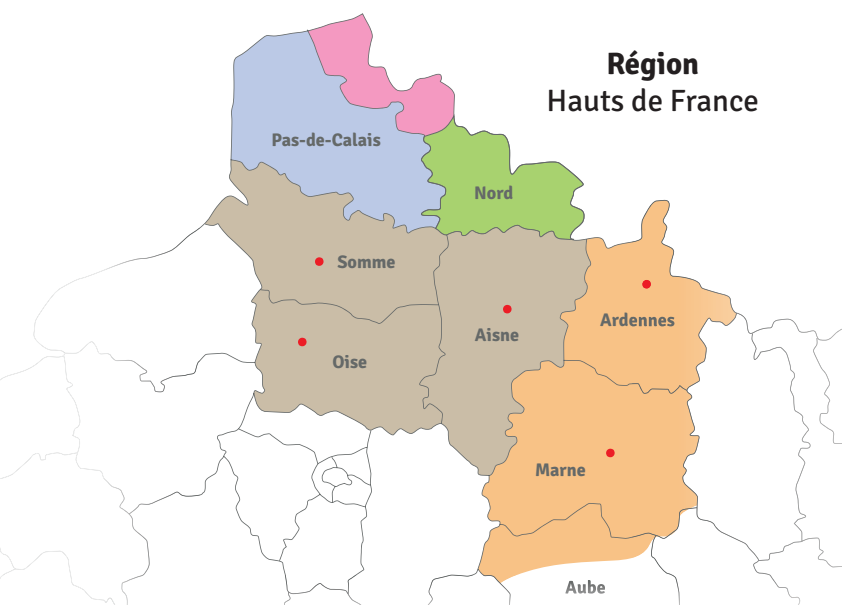 Région
Hauts de France
Pas-de-Calais
Nord
Somme
Ardennes
Aisne
Oise
Marne
Aube